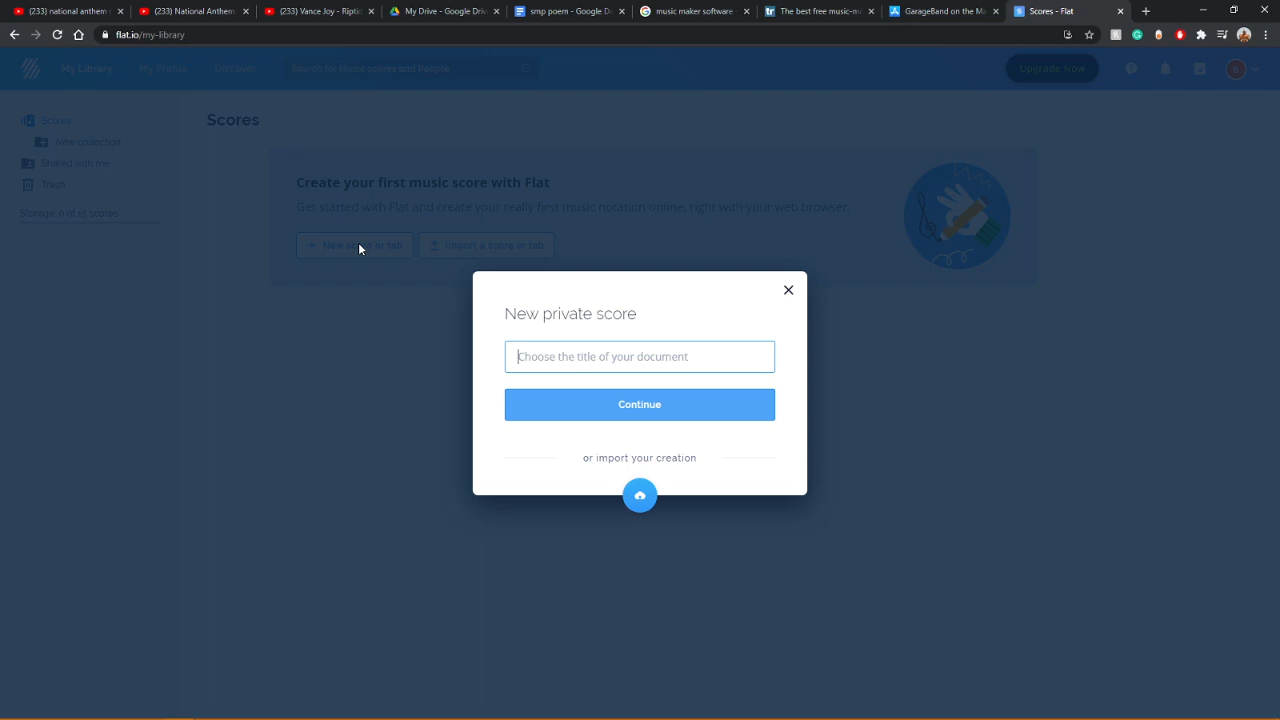 (233) national anthem
(233) National Anthem
(233) Vance Joy - Riptid
My Drive - Google Drive
smp poem - Google Do
music maker software -
The best free music ma
GarageBand on the Ma
Scores - Flat
flat.io/my-library
My Library
My Profile
Discover
Search for Music scores and People
Upgrade Now
b
Scores
New collection
Shared with me
Trash
Storage: 0 of 15 scores
Scores
Create your first music score with Flat
Get started with Flat and create your really first music notation online, right with your web browser.
+ New score or tab
Import a score or tab
New private score
Choose the title of your document
Continue
or import your creation